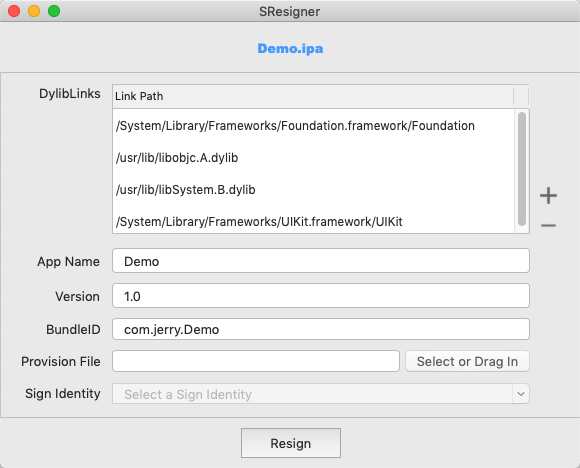 SResigner
Demo.ipa
DylibLinks
Link Path
/System/Library/Frameworks/Foundation.framework/Foundation
/usr/lib/libobjc.A.dylib
/usr/lib/libSystem.B.dylib
/System/Library/Frameworks/UIKit.framework/UIKit
App Name Demo
Version 1.0
BundleID com.jerry.Demo
Provision File Select or Drag In
Sign Identity Select a Sign Identity
Resign